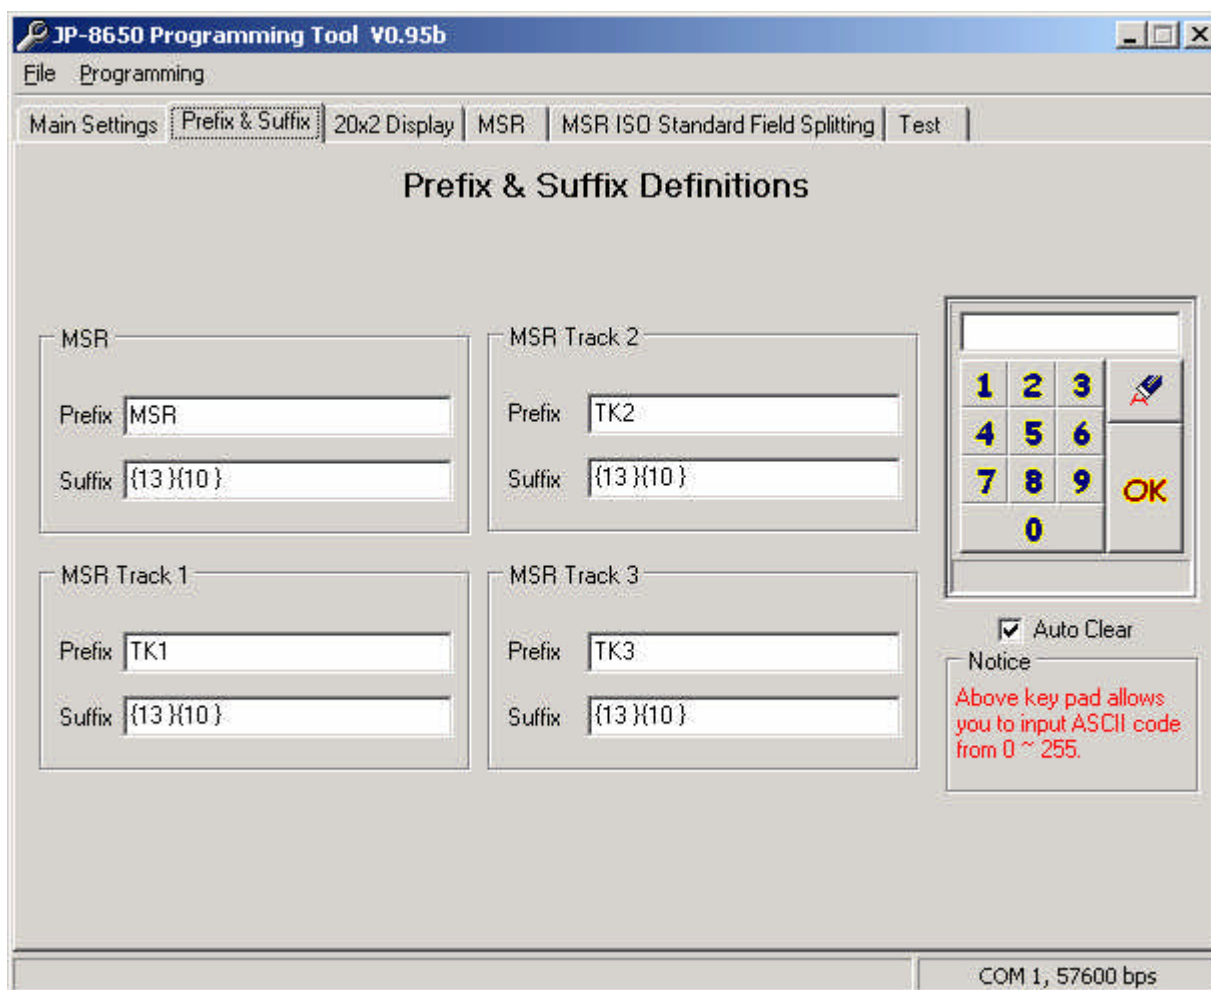 JP-8650 Programming Tool V0.95b
File Programming
Main Settings Prefix & Suffix 20x2 Display MSR MSR ISO Standard Field Splitting Test
Prefix & Suffix Definitions
MSR
Prefix MSR
Suffix {13 }{10 }
MSR Track 2
Prefix TK2
Suffix {13 }{10 }
MSR Track 1
Prefix TK1
Suffix {13 }{10 }
MSR Track 3
Prefix TK3
Suffix {13 }{10 }
1 2 3
4 5 6
7 8 9
OK
0
Auto Clear
Notice
Above key pad allows
you to input ASCII code
from 0 ~ 255.
COM 1, 57600 bps